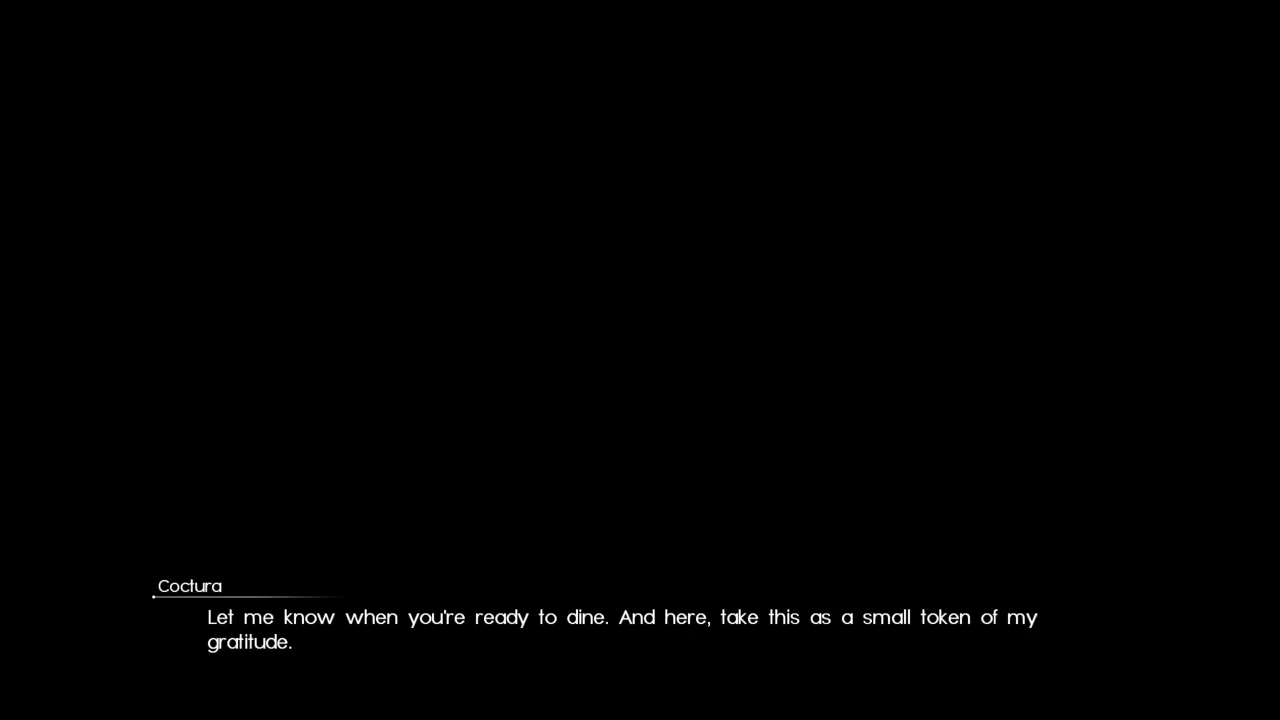 Coctura
Let me know when you're ready to dine. And here, take this as a small token of my
gratitude.